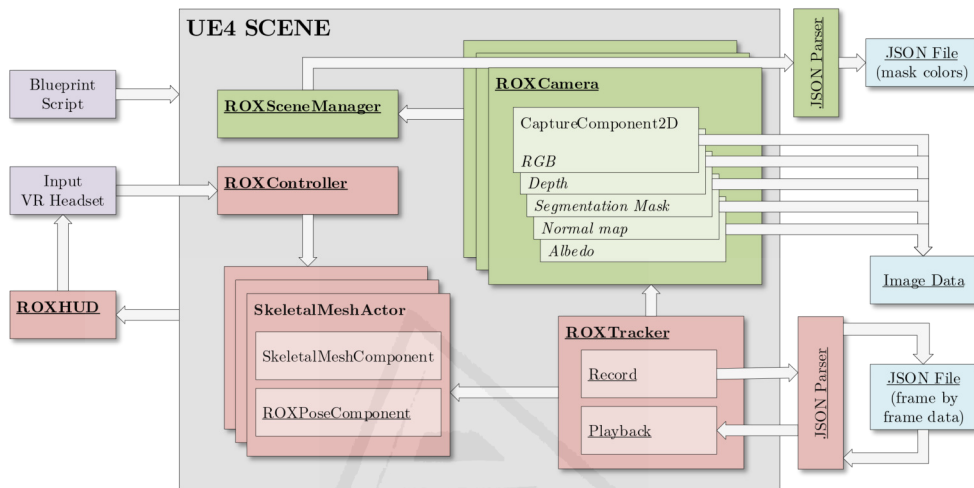 UE4 SCENE
Blueprint
Script
ROXSceneManager
ROXCamera
CaptureComponent2D
RGB
Depth
Segmentation Mask
Normal map
Albedo
JSON Parser
JSON File
(mask colors)
Input
VR Headset
ROXController
Image Data
ROXHUD
SkeletalMeshActor
SkeletalMeshComponent
ROXPoseComponent
ROXTracker
Record
Playback
JSON Parser
JSON File
(frame by
frame data)